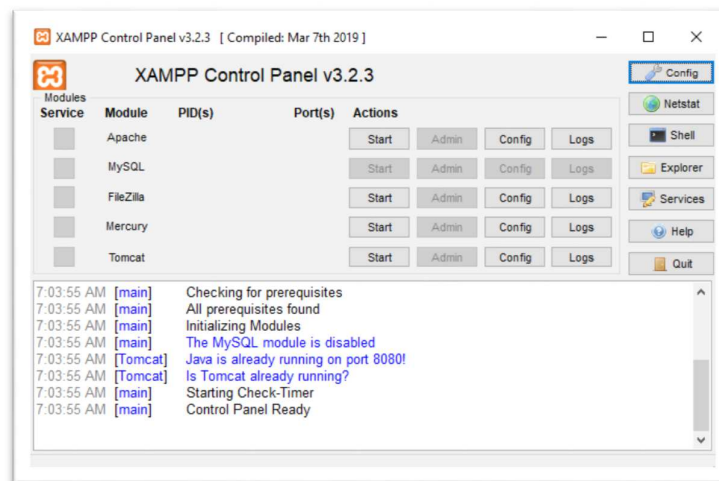 XAMPP Control Panel v3.2.3 [ Compiled: Mar 7th 2019 ]
XAMPP Control Panel v3.2.3
Config
Modules
Service Module PID(s) Port(s) Actions
Netstat
Apache Start Admin Config Logs
Shell
MySQL Start Admin Config Logs
Explorer
FileZilla Start Admin Config Logs
Services
Mercury Start Admin Config Logs
Help
Tomcat Start Admin Config Logs
Quit
7:03:55 AM [main] Checking for prerequisites
7:03:55 AM [main] All prerequisites found
7:03:55 AM [main] Initializing Modules
7:03:55 AM [main] The MySQL module is disabled
7:03:55 AM [Tomcat] Java is already running on port 8080!
7:03:55 AM [Tomcat] Is Tomcat already running?
7:03:55 AM [main] Starting Check-Timer
7:03:55 AM [main] Control Panel Ready